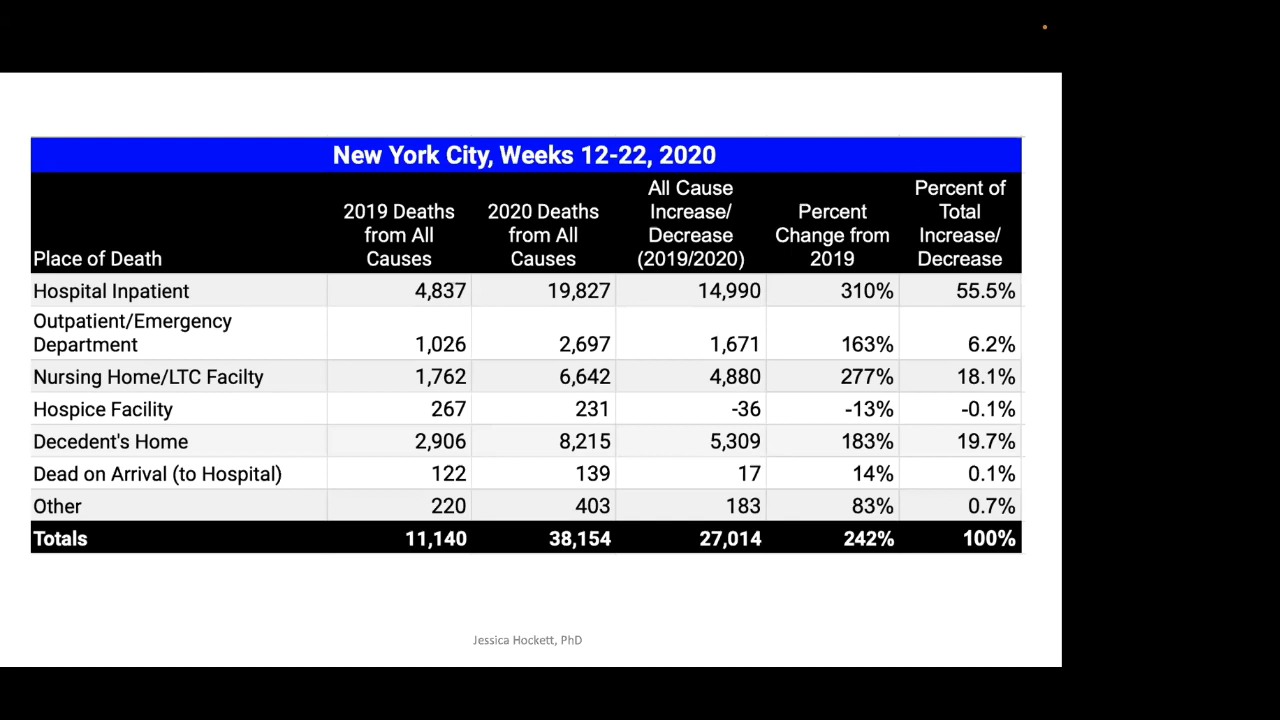 New York City, Weeks 12-22, 2020
Place of Death 2019 Deaths from All Causes 2020 Deaths from All Causes All Cause Increase/ Decrease (2019/2020) Percent Change from 2019 Percent of Total Increase/ Decrease
Hospital Inpatient 4,837 19,827 14,990 310% 55.5%
Outpatient/Emergency
Department 1,026 2,697 1,671 163% 6.2%
Nursing Home/LTC Facilty 1,762 6,642 4,880 277% 18.1%
Hospice Facility 267 231 -36 -13% -0.1%
Decedent's Home 2,906 8,215 5,309 183% 19.7%
Dead on Arrival (to Hospital) 122 139 17 14% 0.1%
Other 220 403 183 83% 0.7%
Totals 11,140 38,154 27,014 242% 100%
Jessica Hockett, PhD